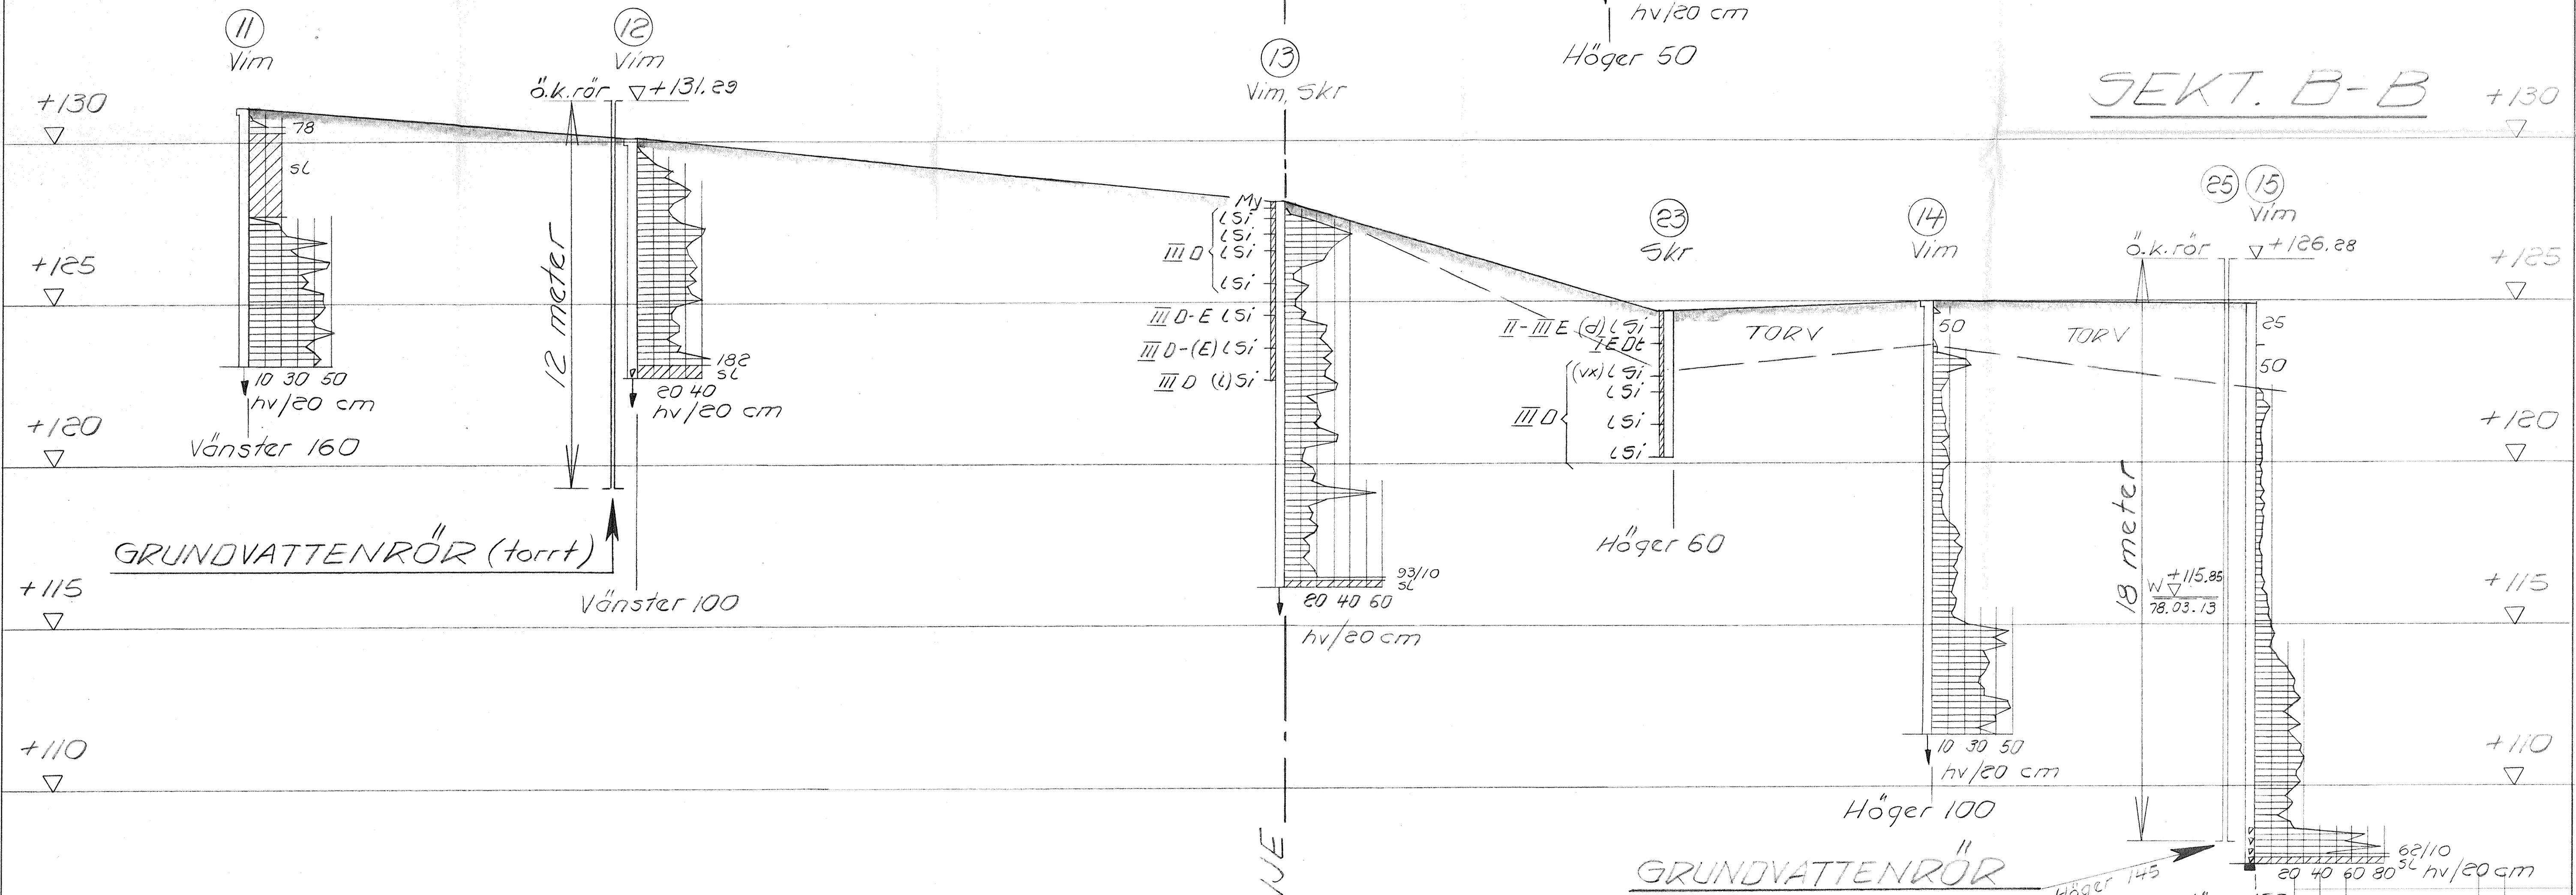 hv/20 cm
Höger 50
SEKT. B-B
11
Vim
12
Vim
13
Vim, Skr
ö.k.rör +131.29
+130
+130
78
SL
25 15
Vim
23
Skr
14
Vim
ö.k.rör +126.28
My
LSi
LSi
LSi
III D
LSi
+125
+125
12 meter
III D-E LSi
III D-(E) LSi
III D (L)Si
II-III E (d) LSi
I E Dt
(vx) L Si
LSi
III D
LSi
LSi
TORV
50
TORV
25
50
182
SL
10 30 50
hv/20 cm
20 40
hv/20 cm
+120
+120
Vänster 160
18 meter
GRUNDVATTENRÖR (torrt)
Höger 60
93/10
SL
+115
+115
W +115.85
78.03.13
Vänster 100
20 40 60
hv/20 cm
+110
+110
10 30 50
hv/20 cm
Höger 100
NE
GRUNDVATTENRÖR
Höger 145
62/10
SL
20 40 60 80
hv/20 cm